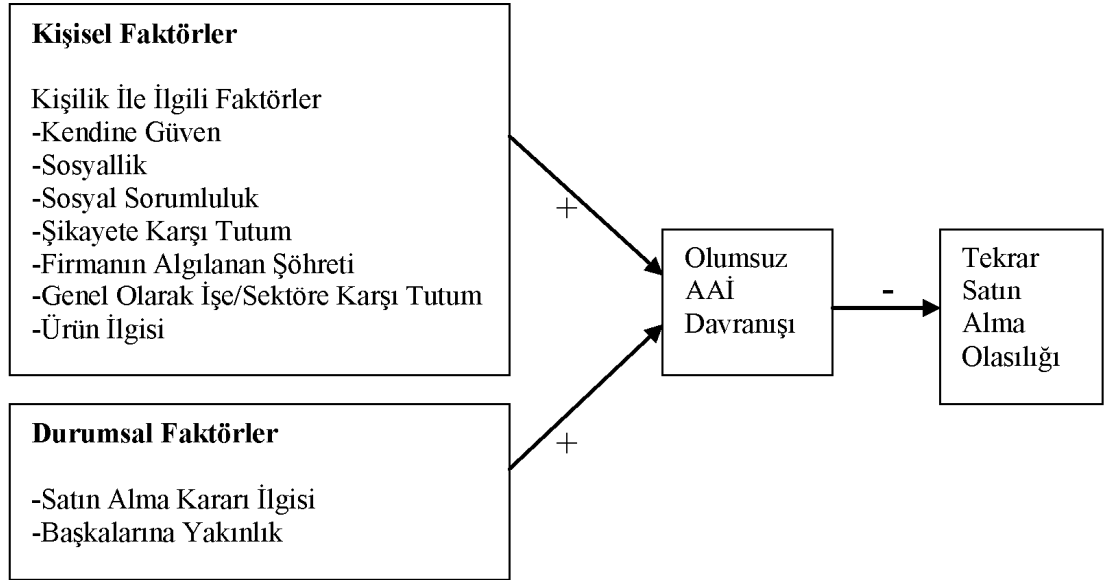 Kişisel Faktörler
Kişilik İle İlgili Faktörler
-Kendine Güven
-Sosyallik
-Sosyal Sorumluluk
-Şikayete Karşı Tutum
-Firmanın Algılanan Şöhreti
-Genel Olarak İşe/Sektöre Karşı Tutum
-Ürün İlgisi
+
Olumsuz
AAİ
Davranışı
-
Tekrar
Satın
Alma
Olasılığı
Durumsal Faktörler
+
-Satın Alma Kararı İlgisi
-Başkalarına Yakınlık